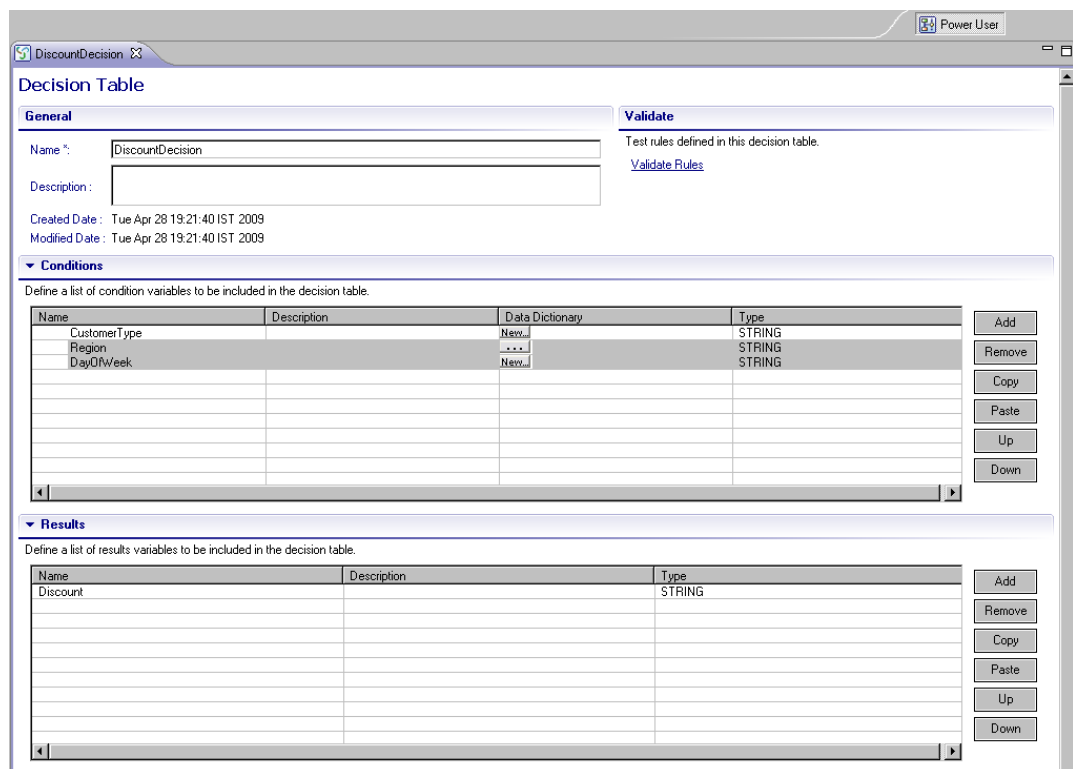 Power User
DiscountDecision
Decision Table
General
Validate
Name *:
DiscountDecision
Test rules defined in this decision table.
Validate Rules
Description :
Created Date : Tue Apr 28 19:21:40 IST 2009
Modified Date : Tue Apr 28 19:21:40 IST 2009
Conditions
Define a list of condition variables to be included in the decision table.
Name Description Data Dictionary Type
CustomerType New... STRING
Region ... STRING
DayOfWeek New... STRING
Add
Remove
Copy
Paste
Up
Down
Results
Define a list of results variables to be included in the decision table.
Name Description Type
Discount STRING
Add
Remove
Copy
Paste
Up
Down